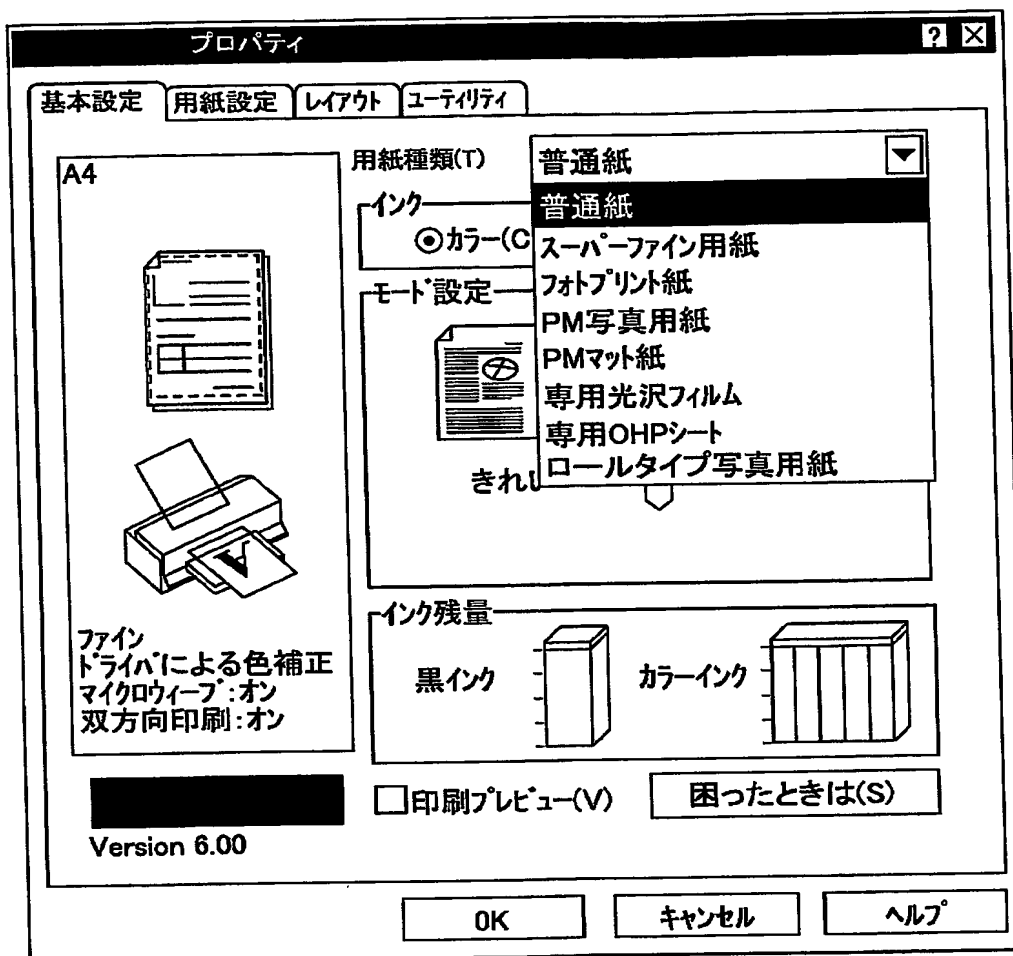 プロパティ
基本設定 用紙設定 レイアウト ユーティリティ
A4
用紙種類(T) 普通紙
普通紙
スーパーファイン用紙
フォトプリント紙
PM写真用紙
PMマット紙
専用光沢フィルム
専用OHPシート
ロールタイプ写真用紙
インク
カラー(C
モード設定
きれい
ファイン
ドライバによる色補正
マイクロウィーブ:オン
双方向印刷:オン
インク残量
黒インク カラーインク
印刷プレビュー(V) 困ったときは(S)
Version 6.00
OK キャンセル ヘルプ